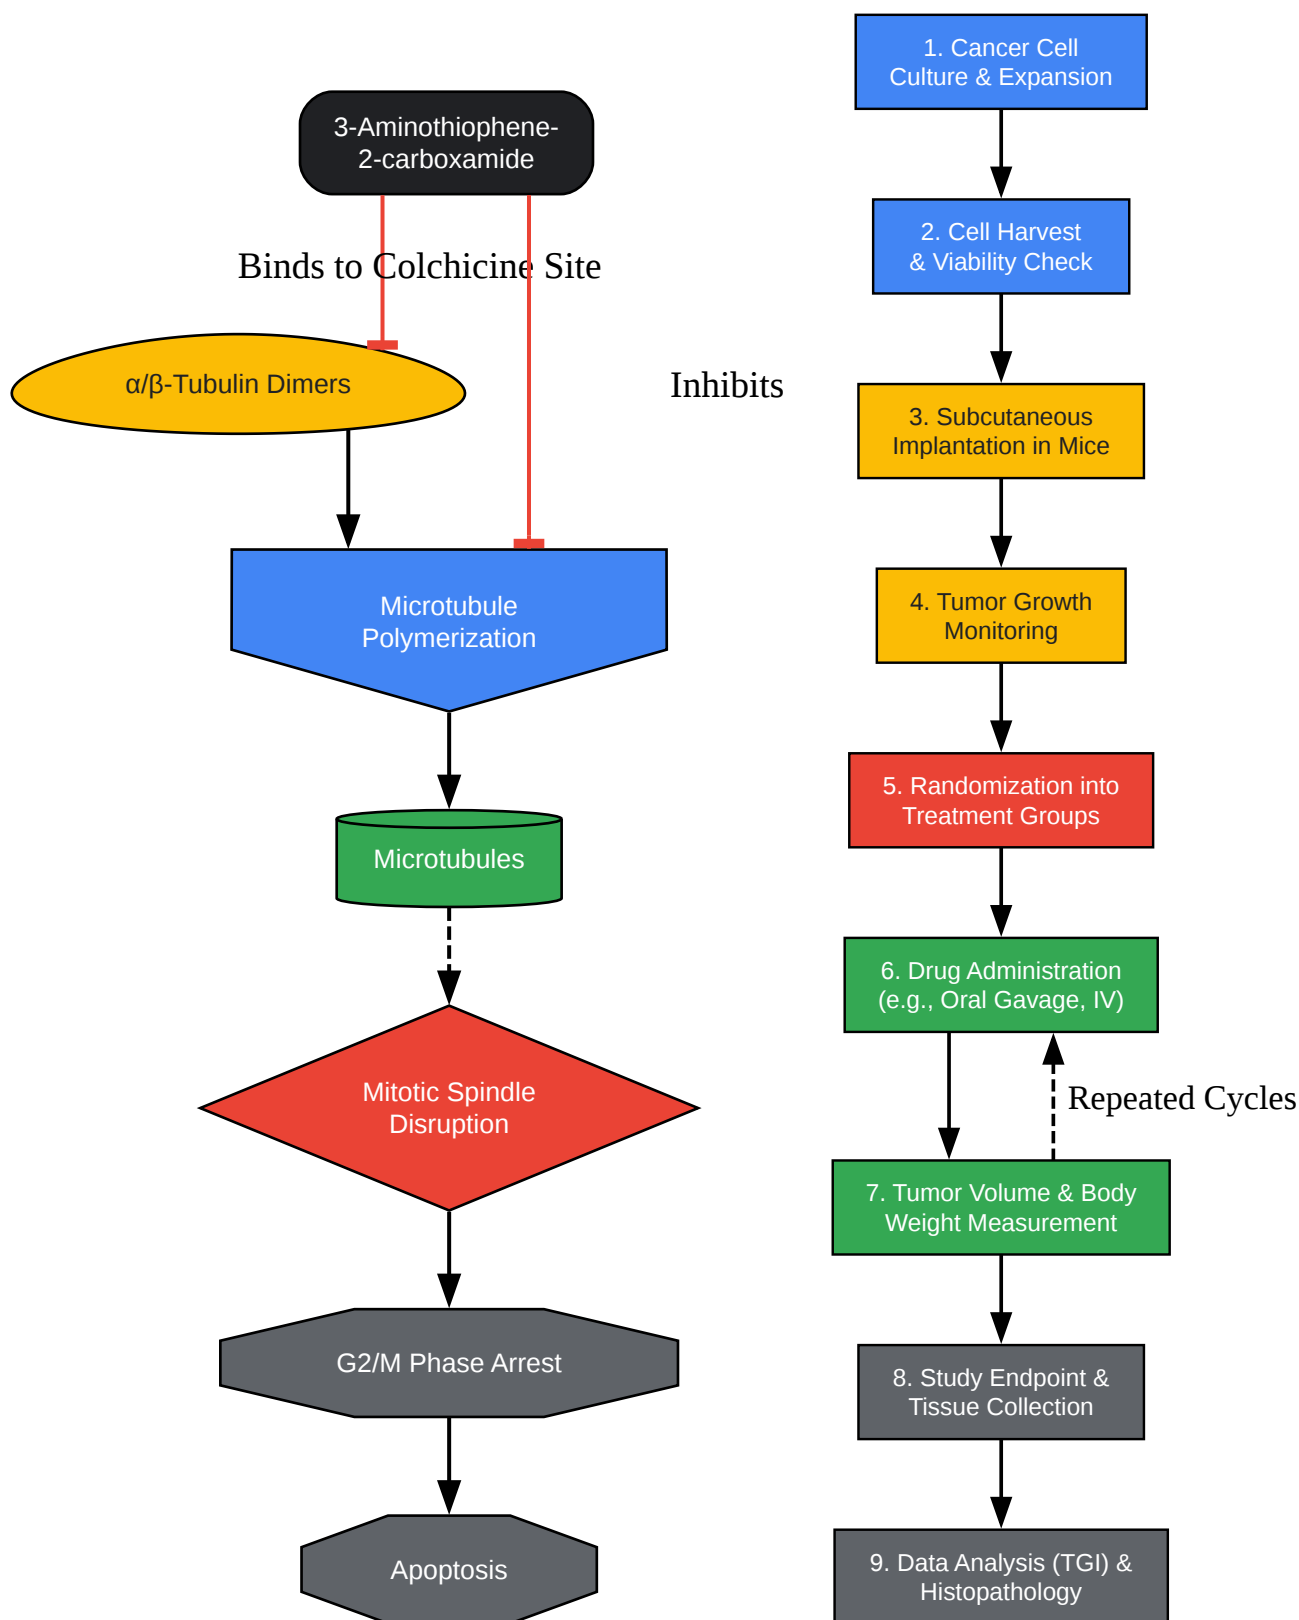 3-Aminothiophene-
2-carboxamide
Binds to Colchicine Site
α/β-Tubulin Dimers
Inhibits
Microtubule
Polymerization
Microtubules
Mitotic Spindle
Disruption
G2/M Phase Arrest
Apoptosis
1. Cancer Cell
Culture & Expansion
2. Cell Harvest
& Viability Check
3. Subcutaneous
Implantation in Mice
4. Tumor Growth
Monitoring
5. Randomization into
Treatment Groups
6. Drug Administration
(e.g., Oral Gavage, IV)
Repeated Cycles
7. Tumor Volume & Body
Weight Measurement
8. Study Endpoint &
Tissue Collection
9. Data Analysis (TGI) &
Histopathology